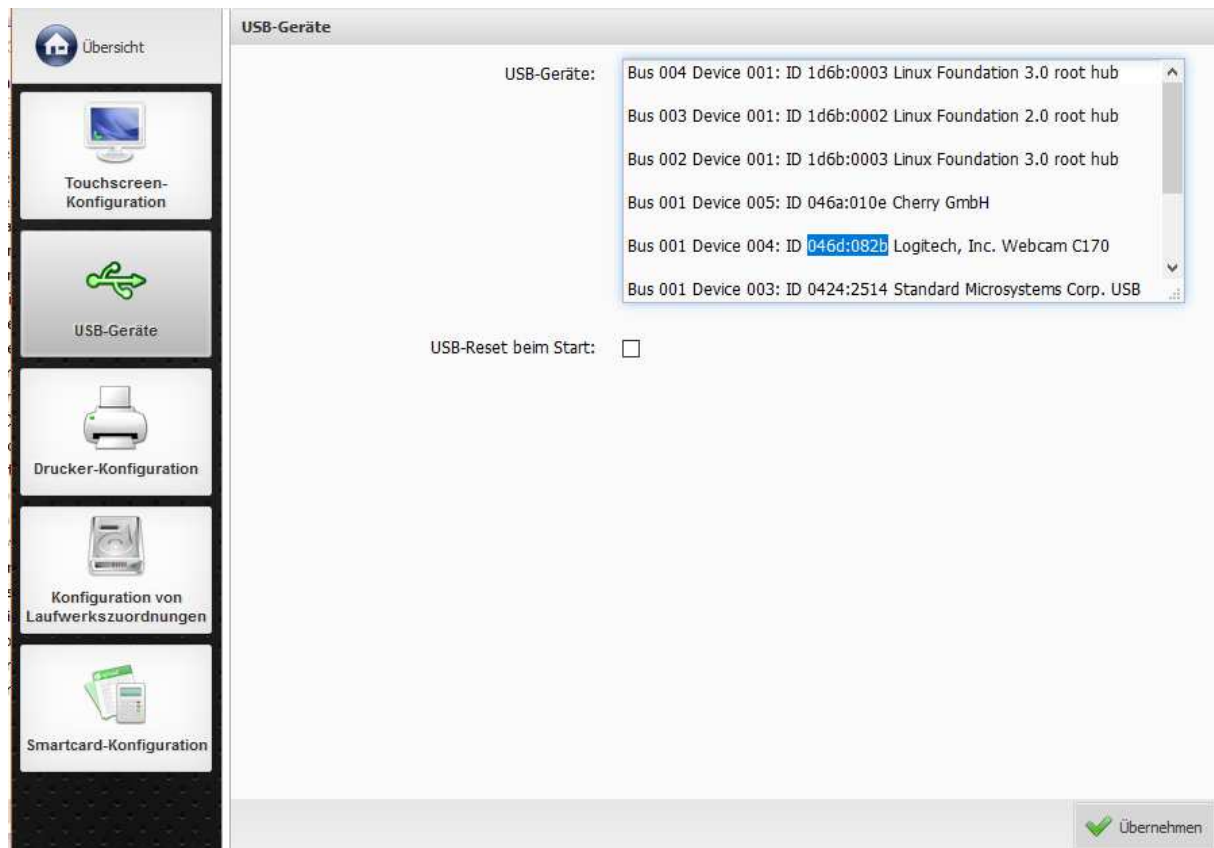 Übersicht
Touchscreen-
Konfiguration
USB-Geräte
Drucker-Konfiguration
Konfiguration von
Laufwerkszuordnungen
Smartcard-Konfiguration
USB-Geräte
USB-Geräte:
Bus 004 Device 001: ID 1d6b:0003 Linux Foundation 3.0 root hub
Bus 003 Device 001: ID 1d6b:0002 Linux Foundation 2.0 root hub
Bus 002 Device 001: ID 1d6b:0003 Linux Foundation 3.0 root hub
Bus 001 Device 005: ID 046a:010e Cherry GmbH
Bus 001 Device 004: ID 046d:082b Logitech, Inc. Webcam C170
Bus 001 Device 003: ID 0424:2514 Standard Microsystems Corp. USB
USB-Reset beim Start:
Übernehmen